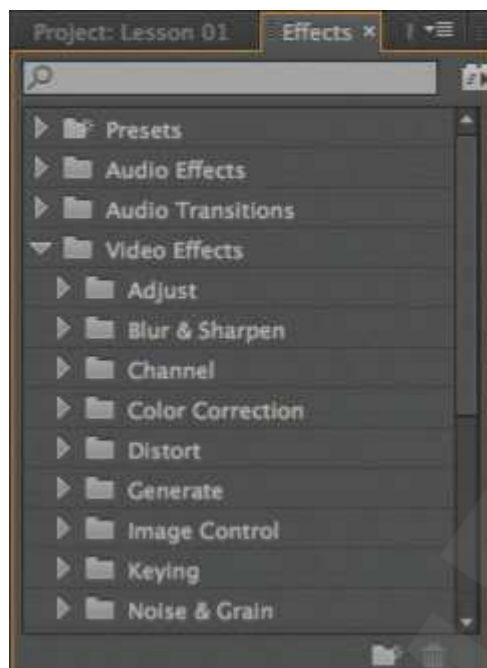 Project: Lesson 01 Effects ×
Presets
Audio Effects
Audio Transitions
Video Effects
Adjust
Blur & Sharpen
Channel
Color Correction
Distort
Generate
Image Control
Keying
Noise & Grain